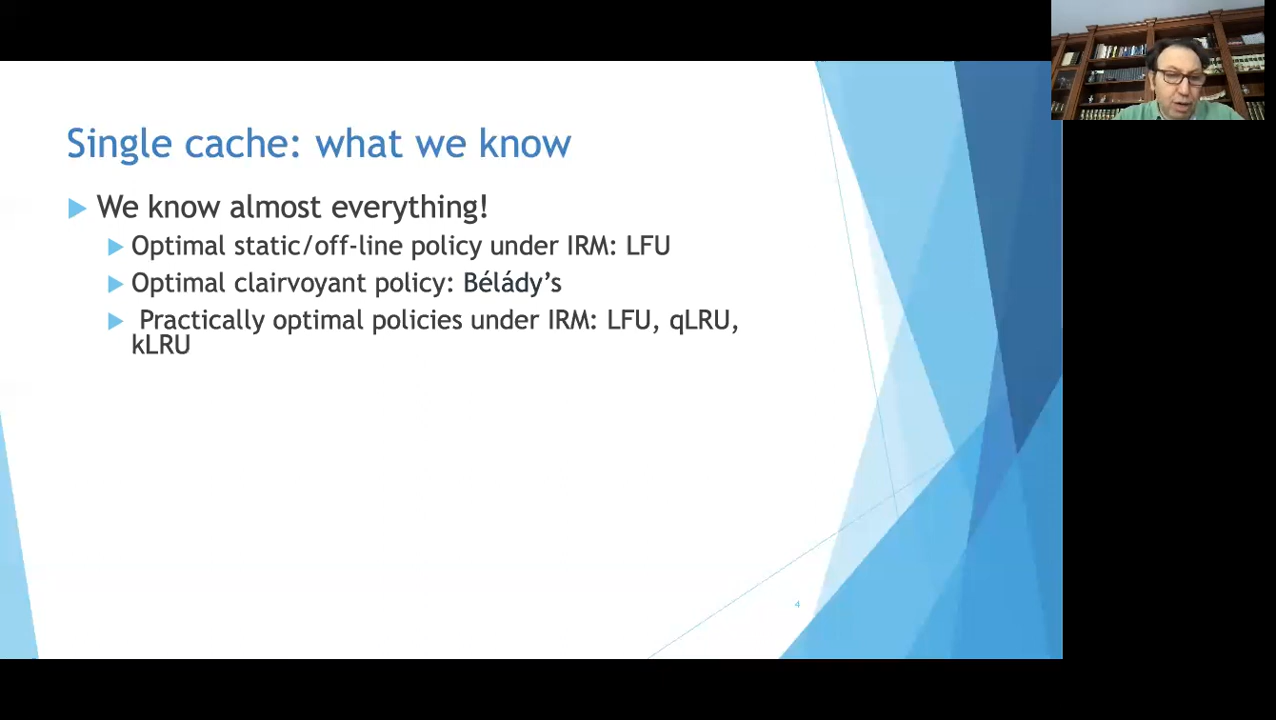 Single cache: what we know
We know almost everything!
Optimal static/off-line policy under IRM: LFU
Optimal clairvoyant policy: Bélády’s
Practically optimal policies under IRM: LFU, qLRU,
kLRU
4